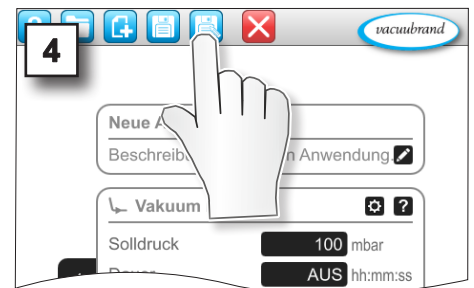 4
vacuubrand
Neue
Beschreib n Anwendung.
Vakuum ?
Solldruck 100 mbar
AUS hh:mm:ss